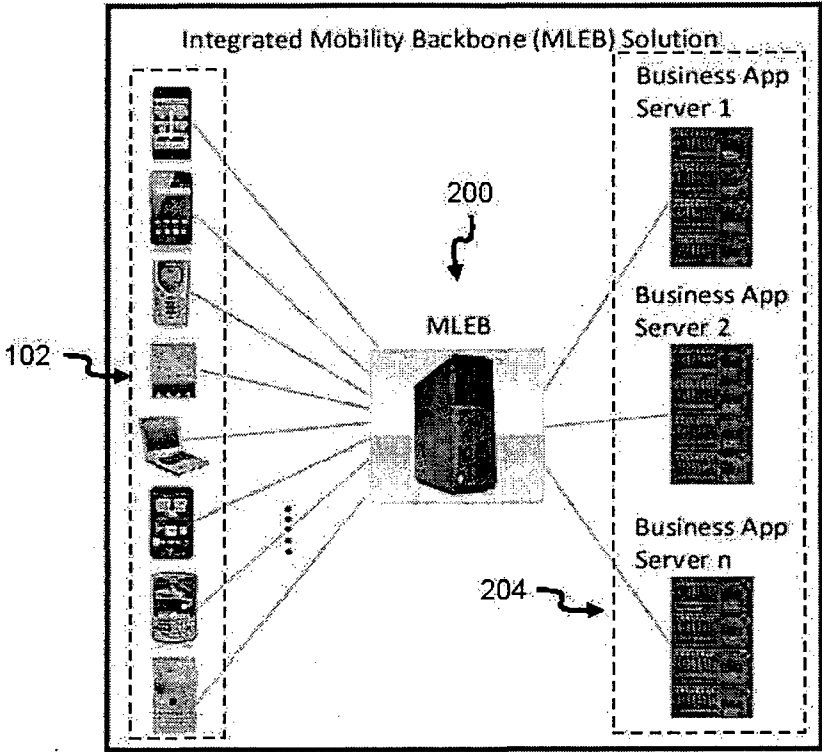 Integrated Mobility Backbone (MLEB) Solution
Business App
Server 1
200
MLEB
Business App
Server 2
102
Business App
Server n
204